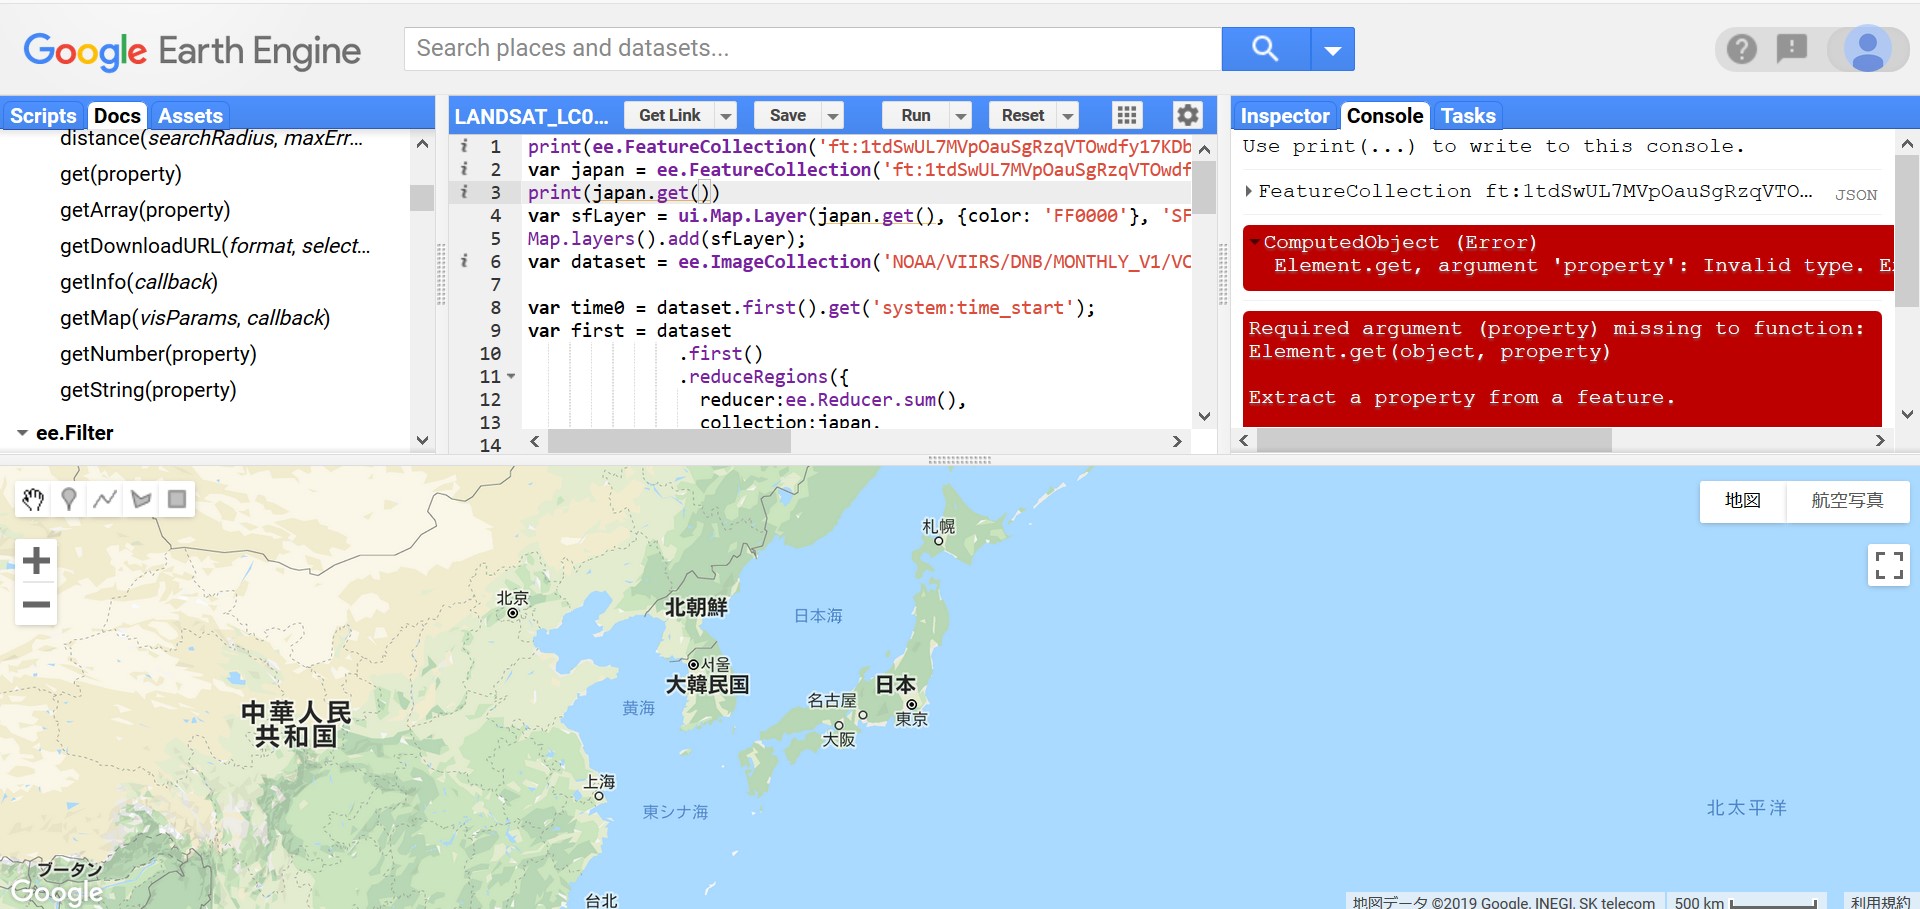 Google Earth Engine
Search places and datasets...
Scripts Docs Assets
distance(searchRadius, maxErr...
get(property)
getArray(property)
getDownloadURL(format, select...
getInfo(callback)
getMap(visParams, callback)
getNumber(property)
getString(property)
ee.Filter
LANDSAT_LC0... Get Link Save Run Reset
i 1 print(ee.FeatureCollection('ft:1tdSwUL7MVpOauSgRzqVTOwdfy17KDb
i 2 var japan = ee.FeatureCollection('ft:1tdSwUL7MVpOauSgRzqVTOwdf
i 3 print(japan.get())
4 var sfLayer = ui.Map.Layer(japan.get(), {color: 'FF0000'}, 'SF
5 Map.layers().add(sfLayer);
i 6 var dataset = ee.ImageCollection('NOAA/VIIRS/DNB/MONTHLY_V1/VC
7
8 var time0 = dataset.first().get('system:time_start');
9 var first = dataset
10 .first()
11 .reduceRegions({
12 reducer:ee.Reducer.sum(),
13 collection:japan,
14
Inspector Console Tasks
Use print(...) to write to this console.
FeatureCollection ft:1tdSwUL7MVpOauSgRzqVTO... JSON
ComputedObject (Error)
Element.get, argument 'property': Invalid type. E
Required argument (property) missing to function:
Element.get(object, property)
Extract a property from a feature.
地図 航空写真
札幌
北京
北朝鮮
日本海
서울
大韓民国
日本
名古屋
黄海
東京
中華人民
共和国
大阪
上海
東シナ海
北太平洋
ブータン
Google
台北
地図データ ©2019 Google, INEGI, SK telecom 500 km 利用規約